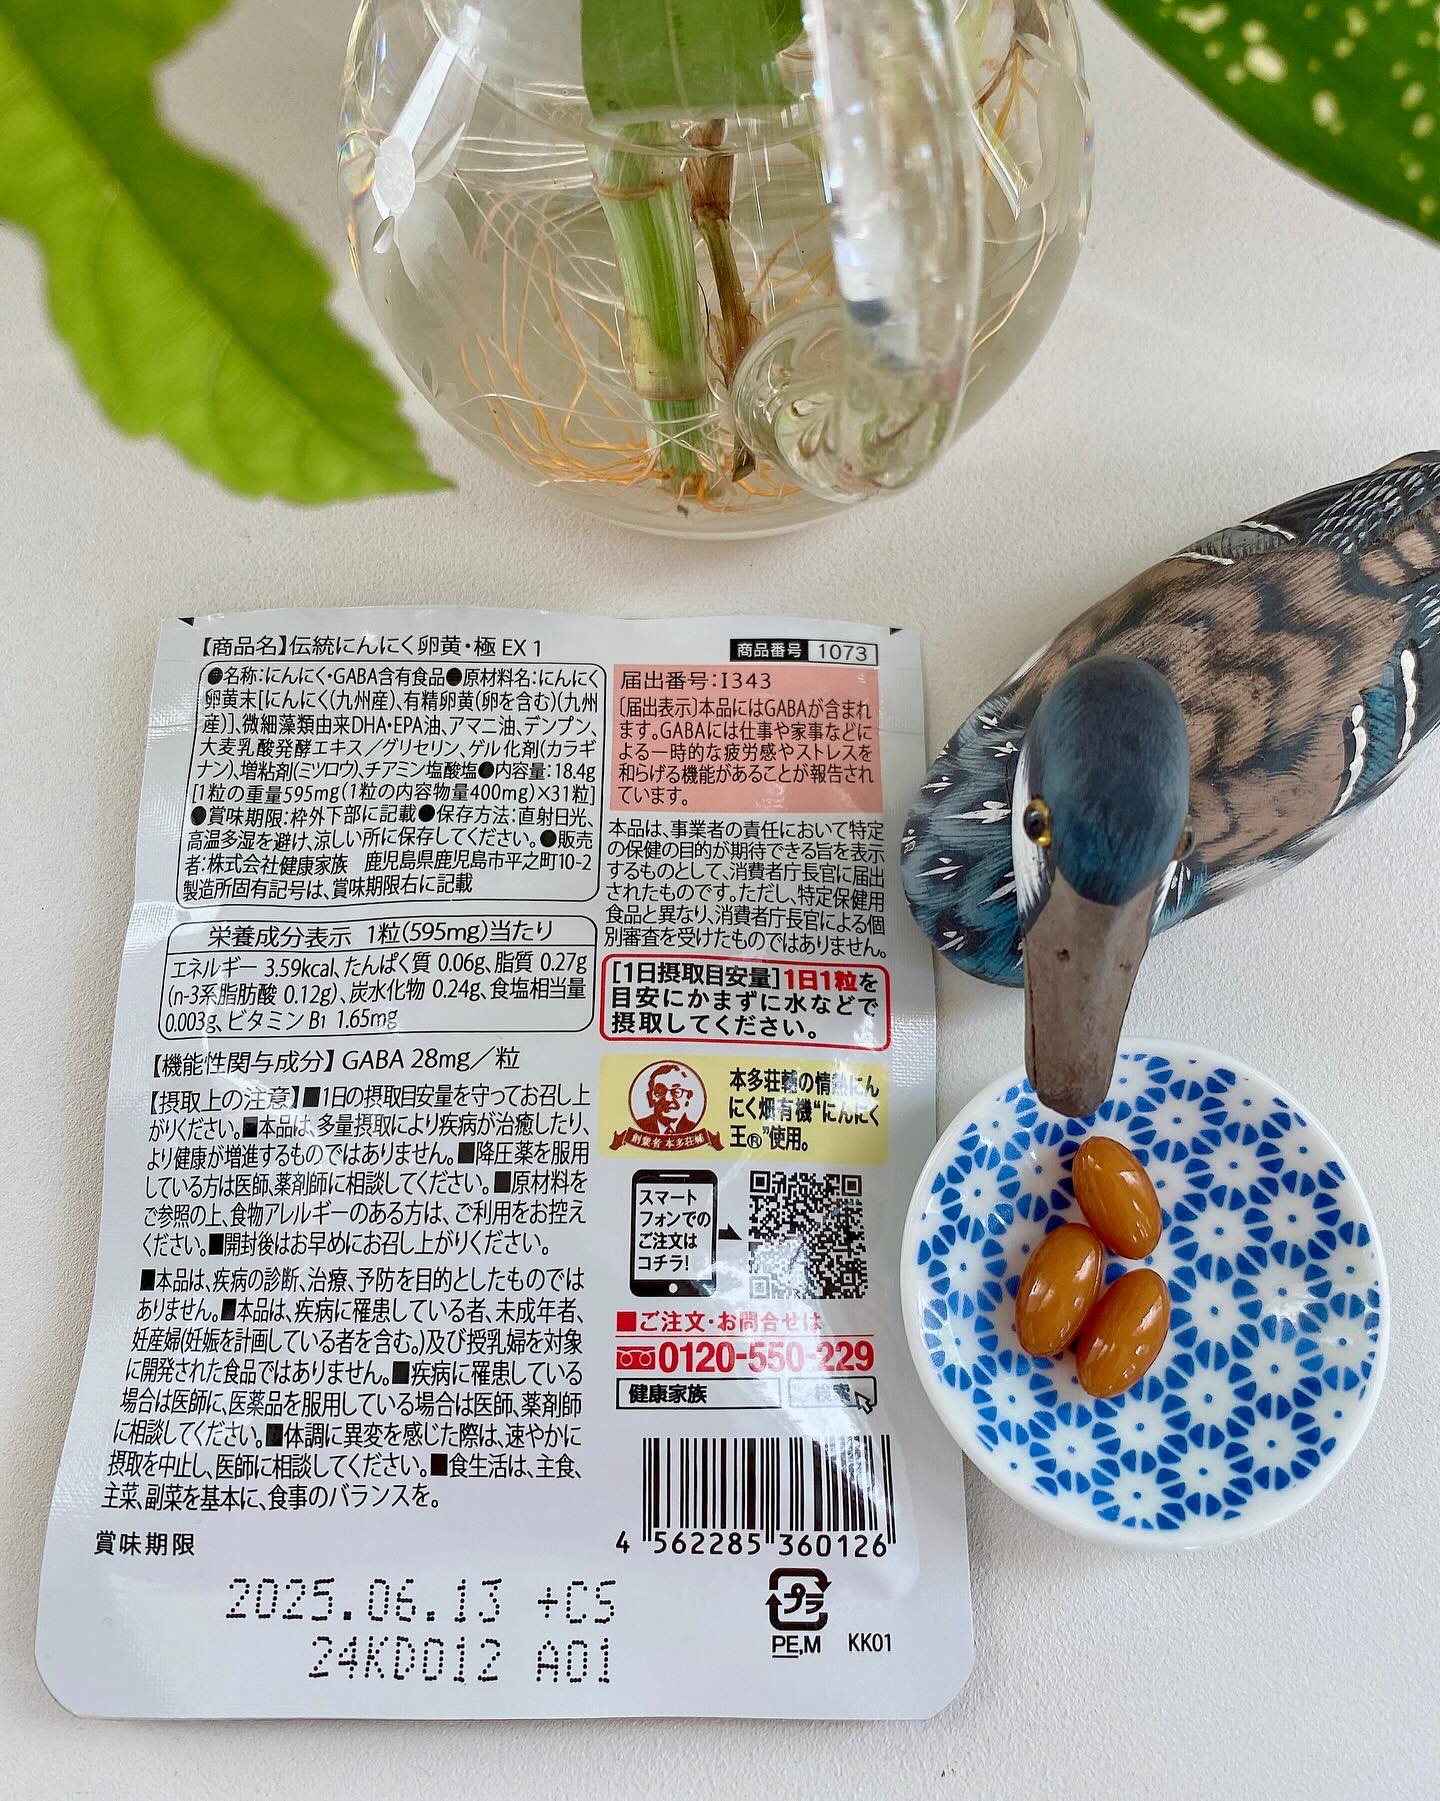 【商品名】伝統にんにく卵黄・極 EX 1
●名称:にんにく・GABA含有食品●原材料名:にんにく
卵黄末[にんにく(九州産)、有精卵黄(卵を含む)(九州
産)]、微細藻類由来DHA・EPA油、アマニ油、デンプン、
大麦乳酸発酵エキス/グリセリン、ゲル化剤(カラギ
ナン)、増粘剤(ミツロウ)、チアミン塩酸塩●内容量:18.4g
[1粒の重量595mg(1粒の内容物量400mg)×31粒]
●賞味期限:枠外下部に記載●保存方法:直射日光、
高温多湿を避け、涼しい所に保存してください。●販売
者:株式会社健康家族 鹿児島県鹿児島市平之町10-2
製造所固有記号は、賞味期限右に記載
栄養成分表示 1粒(595mg)当たり
エネルギー 3.59kcal、たんぱく質 0.06g、脂質 0.27g
(n-3系脂肪酸 0.12g)、炭水化物 0.24g、食塩相当量
0.003g、ビタミンB1 1.65mg
【機能性関与成分】GABA 28mg/粒
【摂取上の注意】■1日の摂取目安量を守ってお召し上
がりください。■本品は、多量摂取により疾病が治癒したり、
より健康が増進するものではありません。■降圧薬を服用
している方は医師、薬剤師に相談してください。■原材料を
ご参照の上、食物アレルギーのある方は、ご利用をお控え
ください。■開封後はお早めにお召し上がりください。
■本品は、疾病の診断、治療、予防を目的としたものでは
ありません。■本品は、疾病に罹患している者、未成年者、
妊産婦(妊娠を計画している者を含む。)及び授乳婦を対象
に開発された食品ではありません。■疾病に罹患している
場合は医師に、医薬品を服用している場合は医師、薬剤師
に相談してください。■体調に異変を感じた際は、速やかに
摂取を中止し、医師に相談してください。■食生活は、主食、
主菜、副菜を基本に、食事のバランスを。
賞味期限
2025.06.13 +CS
24KD012 A01
商品番号 1073
届出番号:I343
〔届出表示〕本品にはGABAが含まれ
ます。GABAには仕事や家事などに
よる一時的な疲労感やストレスを
和らげる機能があることが報告され
ています。
本品は、事業者の責任において特定
の保健の目的が期待できる旨を表示
するものとして、消費者庁長官に届出
されたものです。ただし、特定保健用
食品と異なり、消費者庁長官による個
別審査を受けたものではありません。
[1日摂取目安量]1日1粒を
目安にかまずに水などで
摂取してください。
創業者 本多荘輔
本多荘輔の情熱にん
にく畑有機“にんにく
王®”使用。
スマート
フォンでの
ご注文は
コチラ!
■ご注文・お問合せは
0120-550-229
健康家族 検索
4 562285 360126
プラ
PE,M KK01